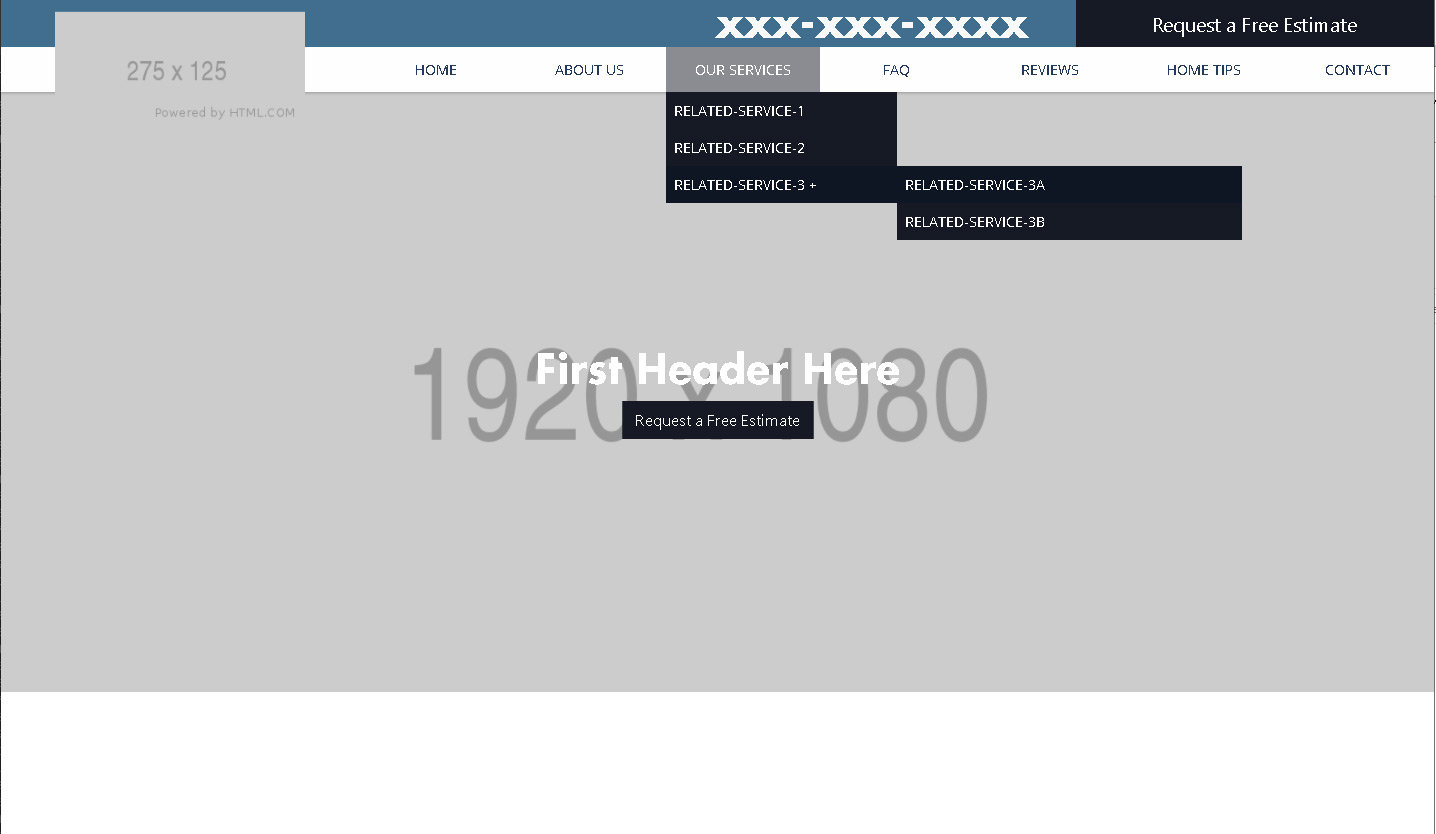 xxx-xxx-xxxx
Request a Free Estimate
275 x 125
Powered by HTML.COM
HOME
ABOUT US
OUR SERVICES
FAQ
REVIEWS
HOME TIPS
CONTACT
RELATED-SERVICE-1
RELATED-SERVICE-2
RELATED-SERVICE-3 +
RELATED-SERVICE-3A
RELATED-SERVICE-3B
1920 x 1080
First Header Here
Request a Free Estimate